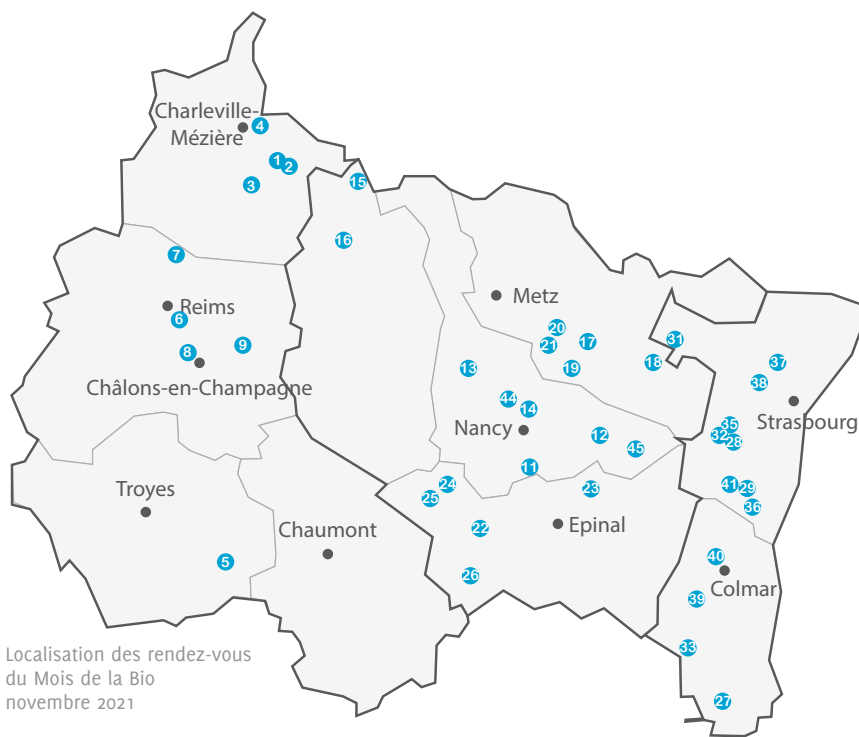 Charleville-
Mézière
4
1
2
3
15
16
7
Reims
6
8
9
Châlons-en-Champagne
Metz
20
21
17
19
18
31
37
38
Strasbourg
13
44
14
Nancy
12
45
11
35
32
28
41
29
36
24
25
23
22
Epinal
26
Troyes
5
Chaumont
40
Colmar
39
33
27
Localisation des rendez-vous
du Mois de la Bio
novembre 2021